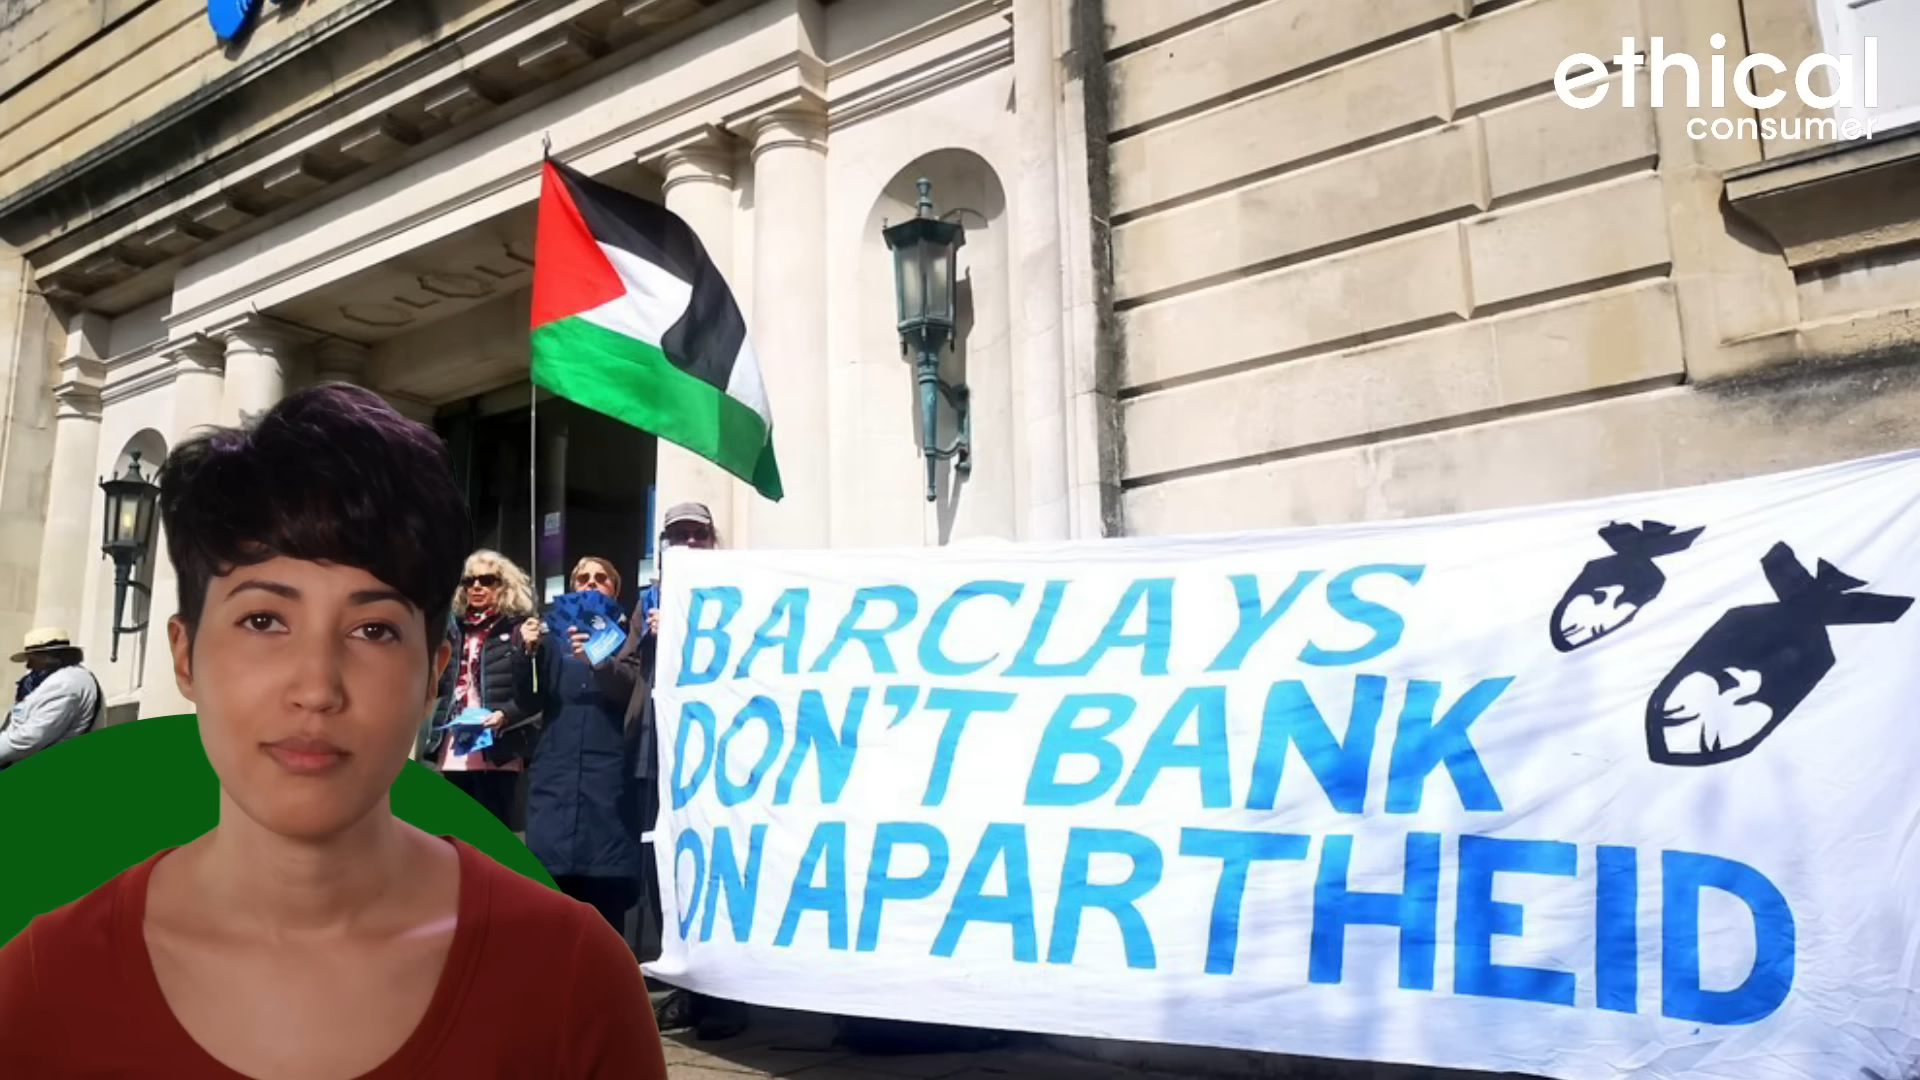 ethical
consumer
BARCLAYS
DON'T BANK
ON APARTHEID